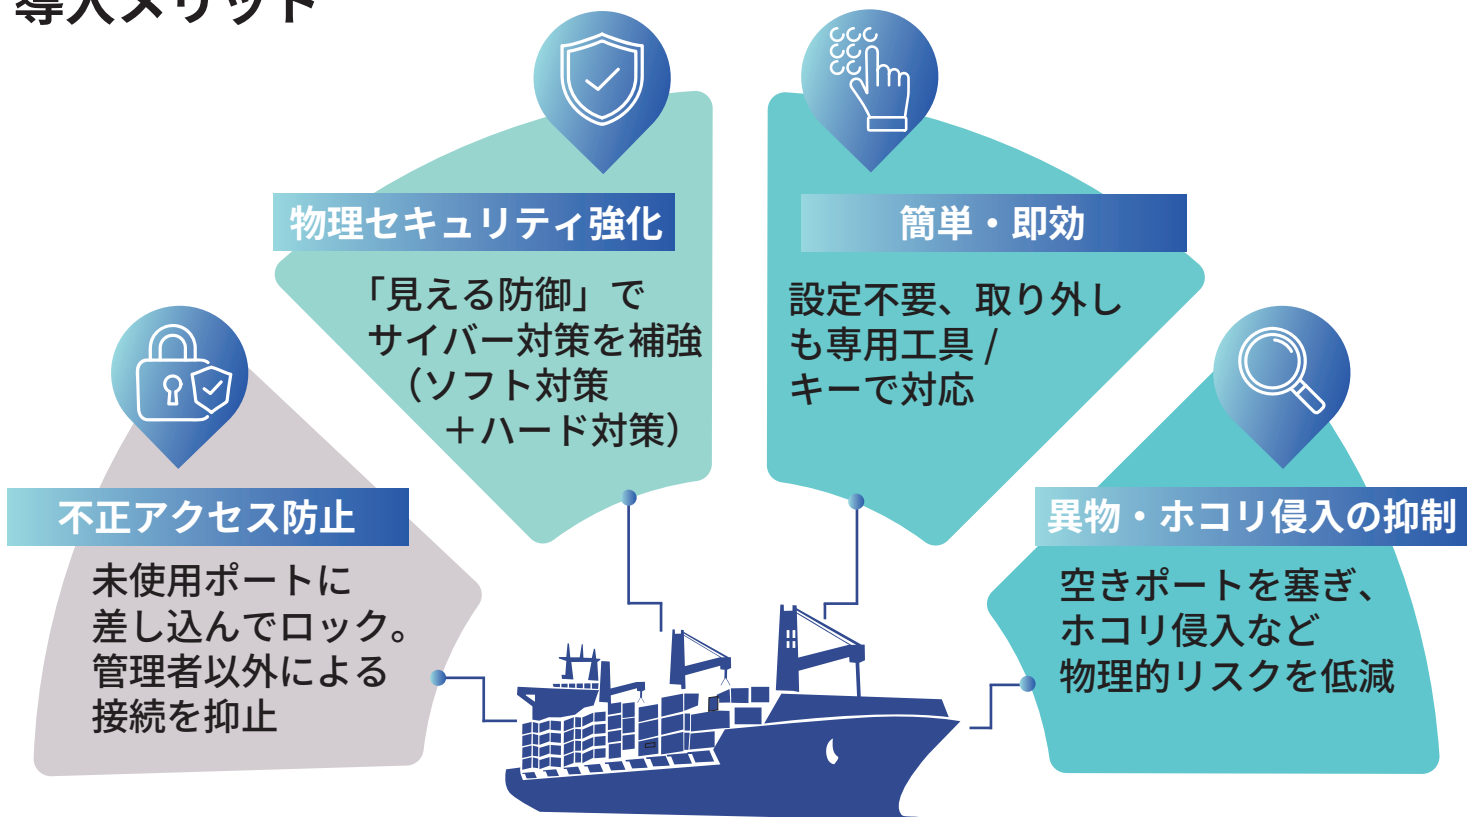 導入メリット
物理セキュリティ強化
「見える防御」で
サイバー対策を補強
（ソフト対策
＋ハード対策）
簡単・即効
設定不要、取り外し
も専用工具 /
キーで対応
不正アクセス防止
未使用ポートに
差し込んでロック。
管理者以外による
接続を抑止
異物・ホコリ侵入の抑制
空きポートを塞ぎ、
ホコリ侵入など
物理的リスクを低減